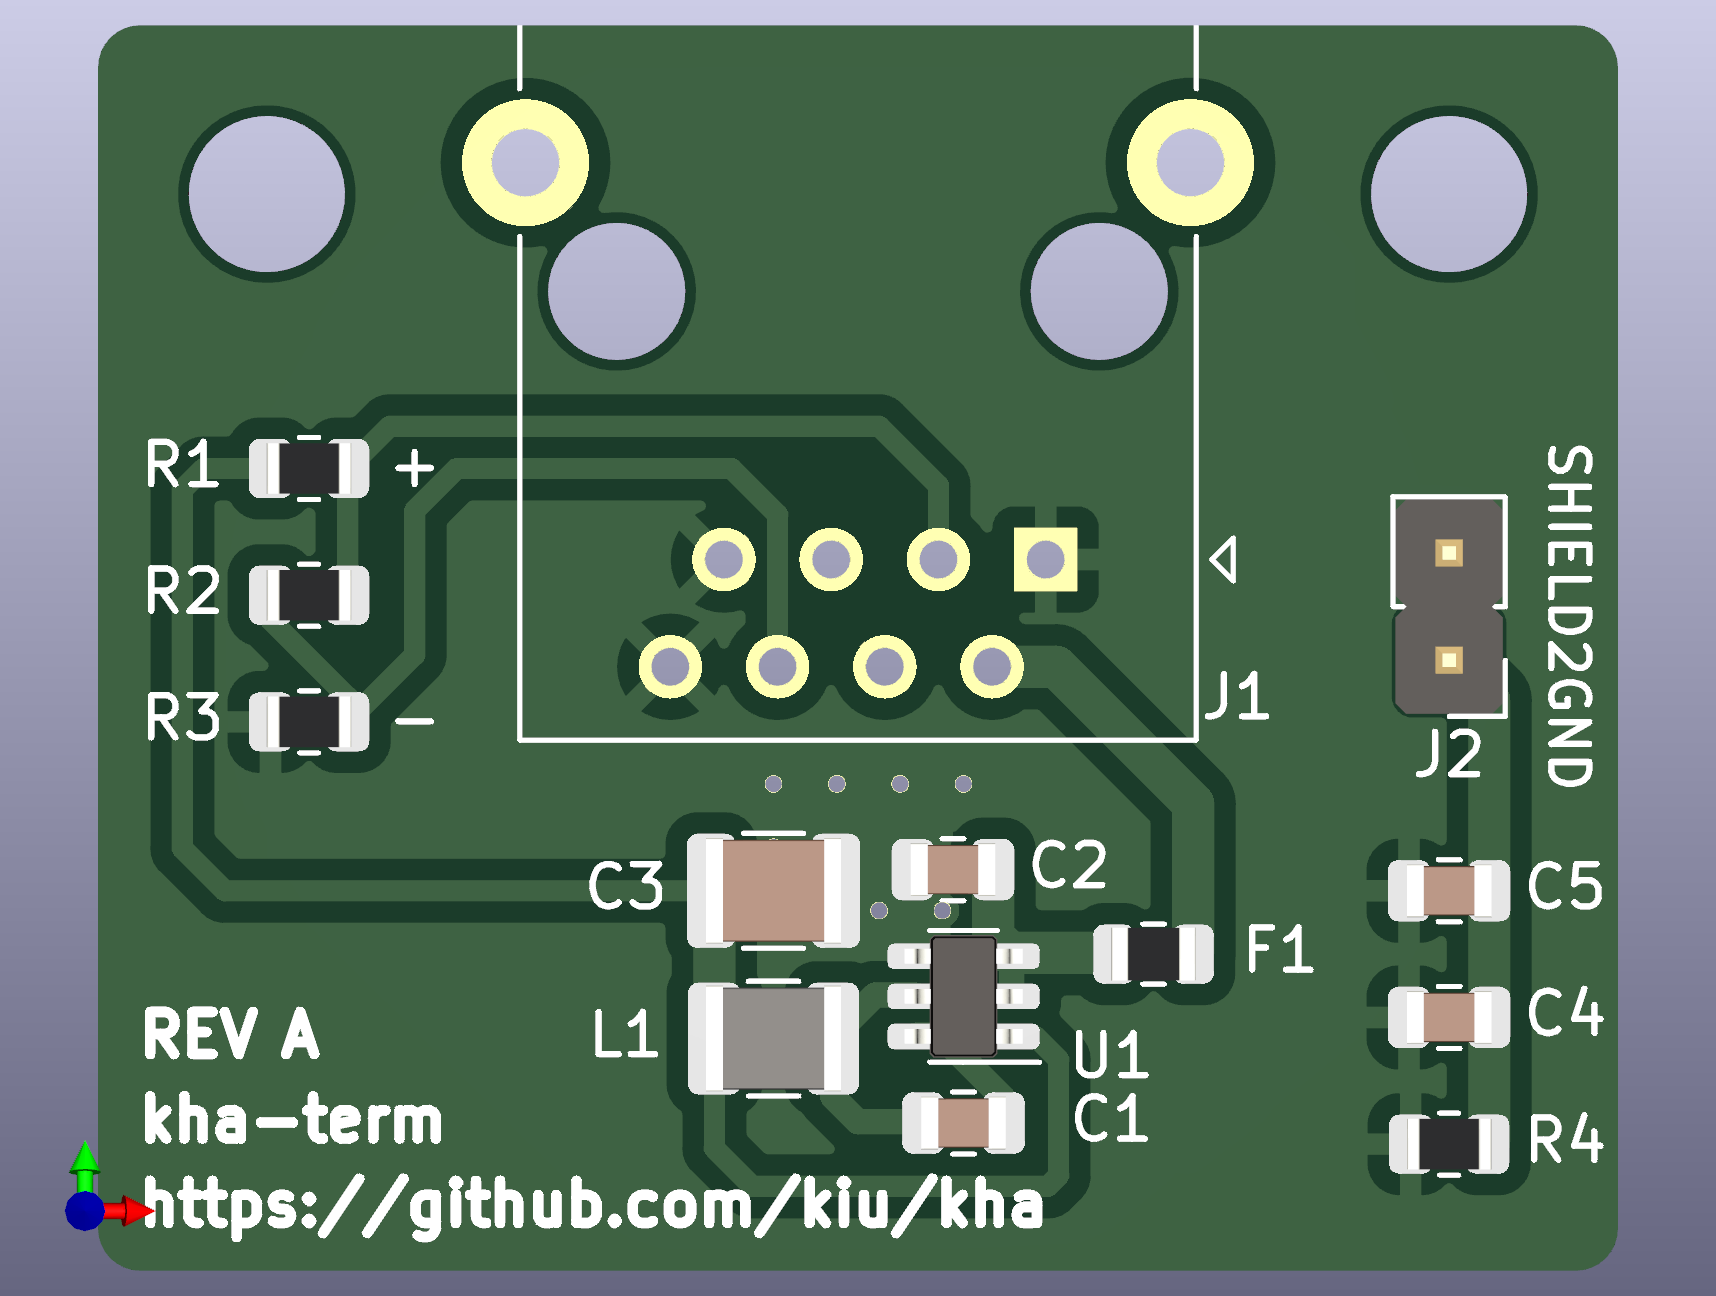 R1
+
R2
R3
−
J1
SHIELD2GND
J2
C3
C2
C5
F1
L1
C4
U1
C1
R4
REV A
kha-term
https://github.com/kiu/kha